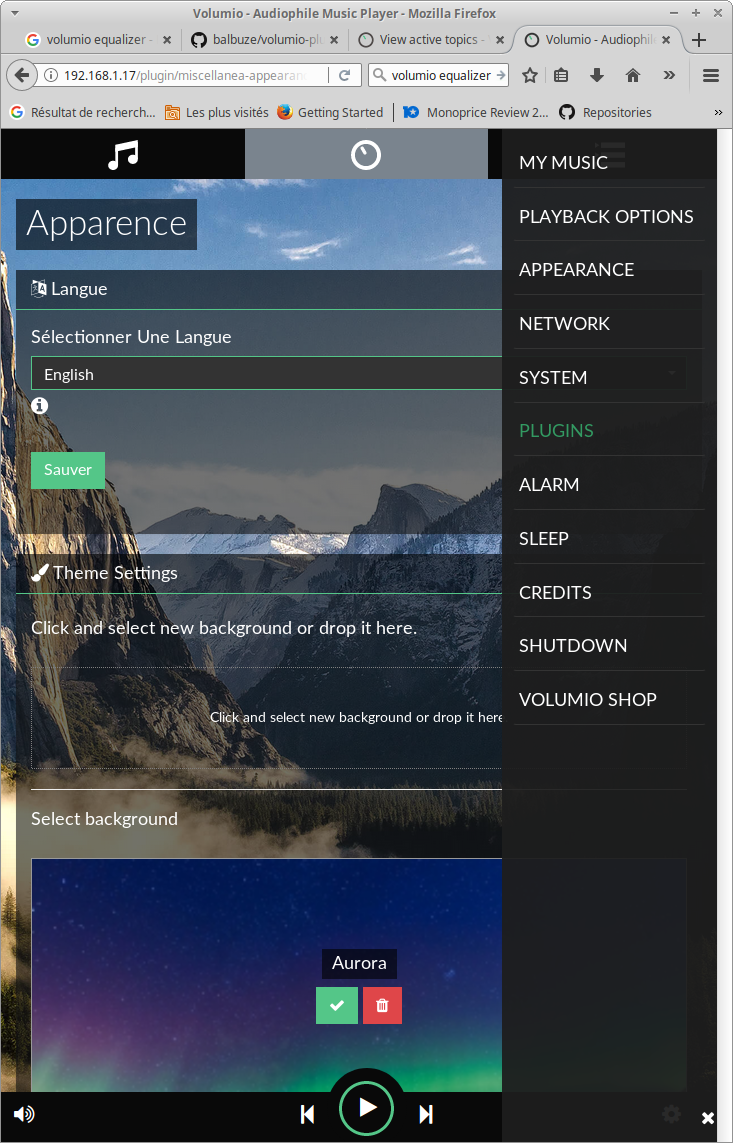 Volumio - Audiophile Music Player - Mozilla Firefox
volumio equalizer -
balbuze/volumio-plu
View active topics -
Volumio - Audiophile
192.168.1.17/plugin/miscellanea-appearan
volumio equalizer
Résultat de recherch...
Les plus visités
Getting Started
Monoprice Review 2...
Repositories
Apparence
Langue
Sélectionner Une Langue
English
Sauver
Theme Settings
Click and select new background or drop it here.
Click and select new background or drop it here
Select background
Aurora
MY MUSIC
PLAYBACK OPTIONS
APPEARANCE
NETWORK
SYSTEM
PLUGINS
ALARM
SLEEP
CREDITS
SHUTDOWN
VOLUMIO SHOP